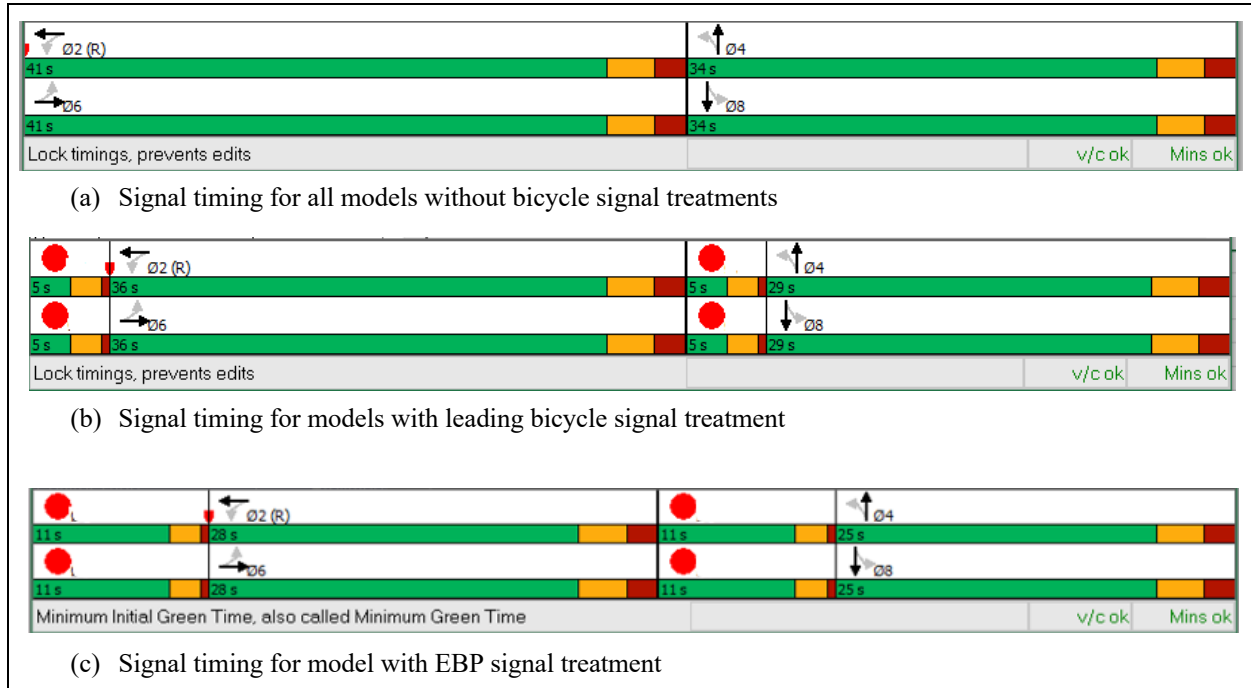 Ø2 (R) Ø4
41 s 34 s
Ø6 Ø8
41 s 34 s
Lock timings, prevents edits v/c ok Mins ok
(a) Signal timing for all models without bicycle signal treatments
Ø2 (R) Ø4
5 s 36 s 5 s 29 s
Ø6 Ø8
5 s 36 s 5 s 29 s
Lock timings, prevents edits v/c ok Mins ok
(b) Signal timing for models with leading bicycle signal treatment
Ø2 (R) Ø4
11 s 28 s 11 s 25 s
Ø6 Ø8
11 s 28 s 11 s 25 s
Minimum Initial Green Time, also called Minimum Green Time v/c ok Mins ok
(c) Signal timing for model with EBP signal treatment